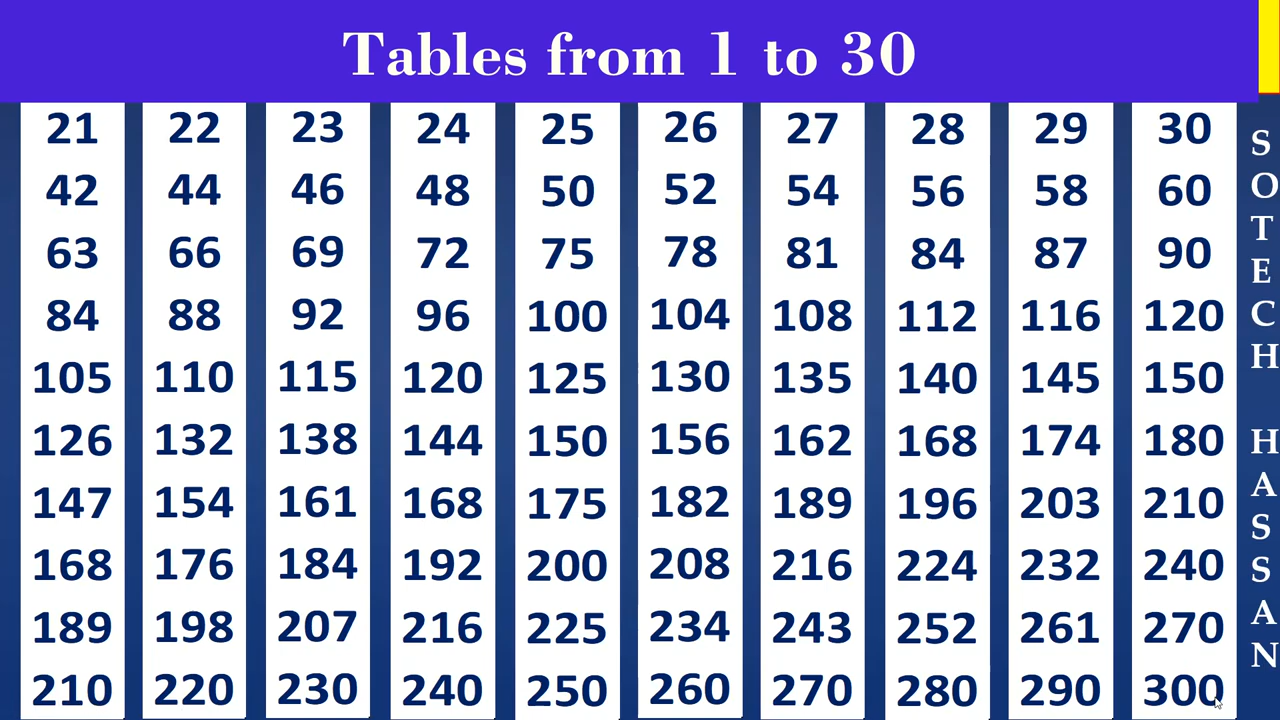 Tables from 1 to 30
21 22 23 24 25 26 27 28 29 30
42 44 46 48 50 52 54 56 58 60
63 66 69 72 75 78 81 84 87 90
84 88 92 96 100 104 108 112 116 120
105 110 115 120 125 130 135 140 145 150
126 132 138 144 150 156 162 168 174 180
147 154 161 168 175 182 189 196 203 210
168 176 184 192 200 208 216 224 232 240
189 198 207 216 225 234 243 252 261 270
210 220 230 240 250 260 270 280 290 300
SOTECH HASSAN